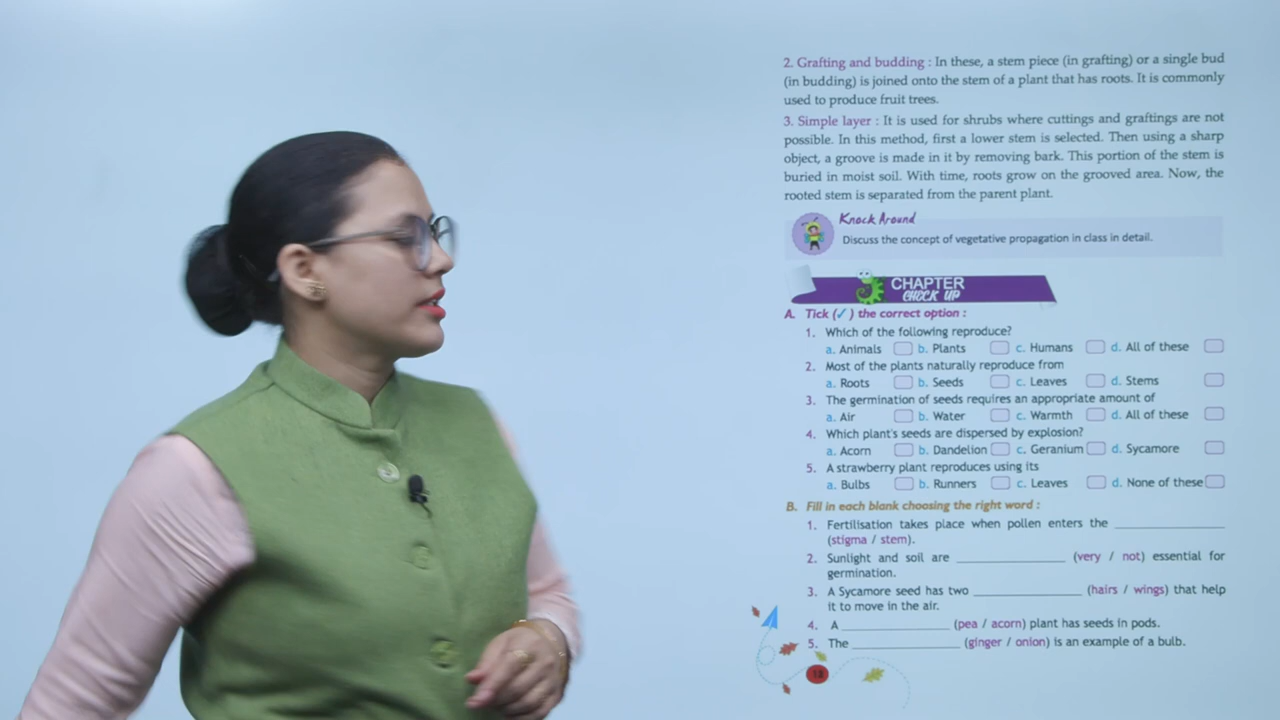 2. Grafting and budding : In these, a stem piece (in grafting) or a single bud
(in budding) is joined onto the stem of a plant that has roots. It is commonly
used to produce fruit trees.
3. Simple layer : It is used for shrubs where cuttings and graftings are not
possible. In this method, first a lower stem is selected. Then using a sharp
object, a groove is made in it by removing bark. This portion of the stem is
buried in moist soil. With time, roots grow on the grooved area. Now, the
rooted stem is separated from the parent plant.
Knock Around
Discuss the concept of vegetative propagation in class in detail.
CHAPTER
CHECK UP
A. Tick (✓) the correct option :
1. Which of the following reproduce?
a. Animals b. Plants c. Humans d. All of these
2. Most of the plants naturally reproduce from
a. Roots b. Seeds c. Leaves d. Stems
3. The germination of seeds requires an appropriate amount of
a. Air b. Water c. Warmth d. All of these
4. Which plant's seeds are dispersed by explosion?
a. Acorn b. Dandelion c. Geranium d. Sycamore
5. A strawberry plant reproduces using its
a. Bulbs b. Runners c. Leaves d. None of these
B. Fill in each blank choosing the right word :
1. Fertilisation takes place when pollen enters the ____________
(stigma / stem).
2. Sunlight and soil are ____________ (very / not) essential for
germination.
3. A Sycamore seed has two ____________ (hairs / wings) that help
it to move in the air.
4. A ____________ (pea / acorn) plant has seeds in pods.
5. The ____________ (ginger / onion) is an example of a bulb.